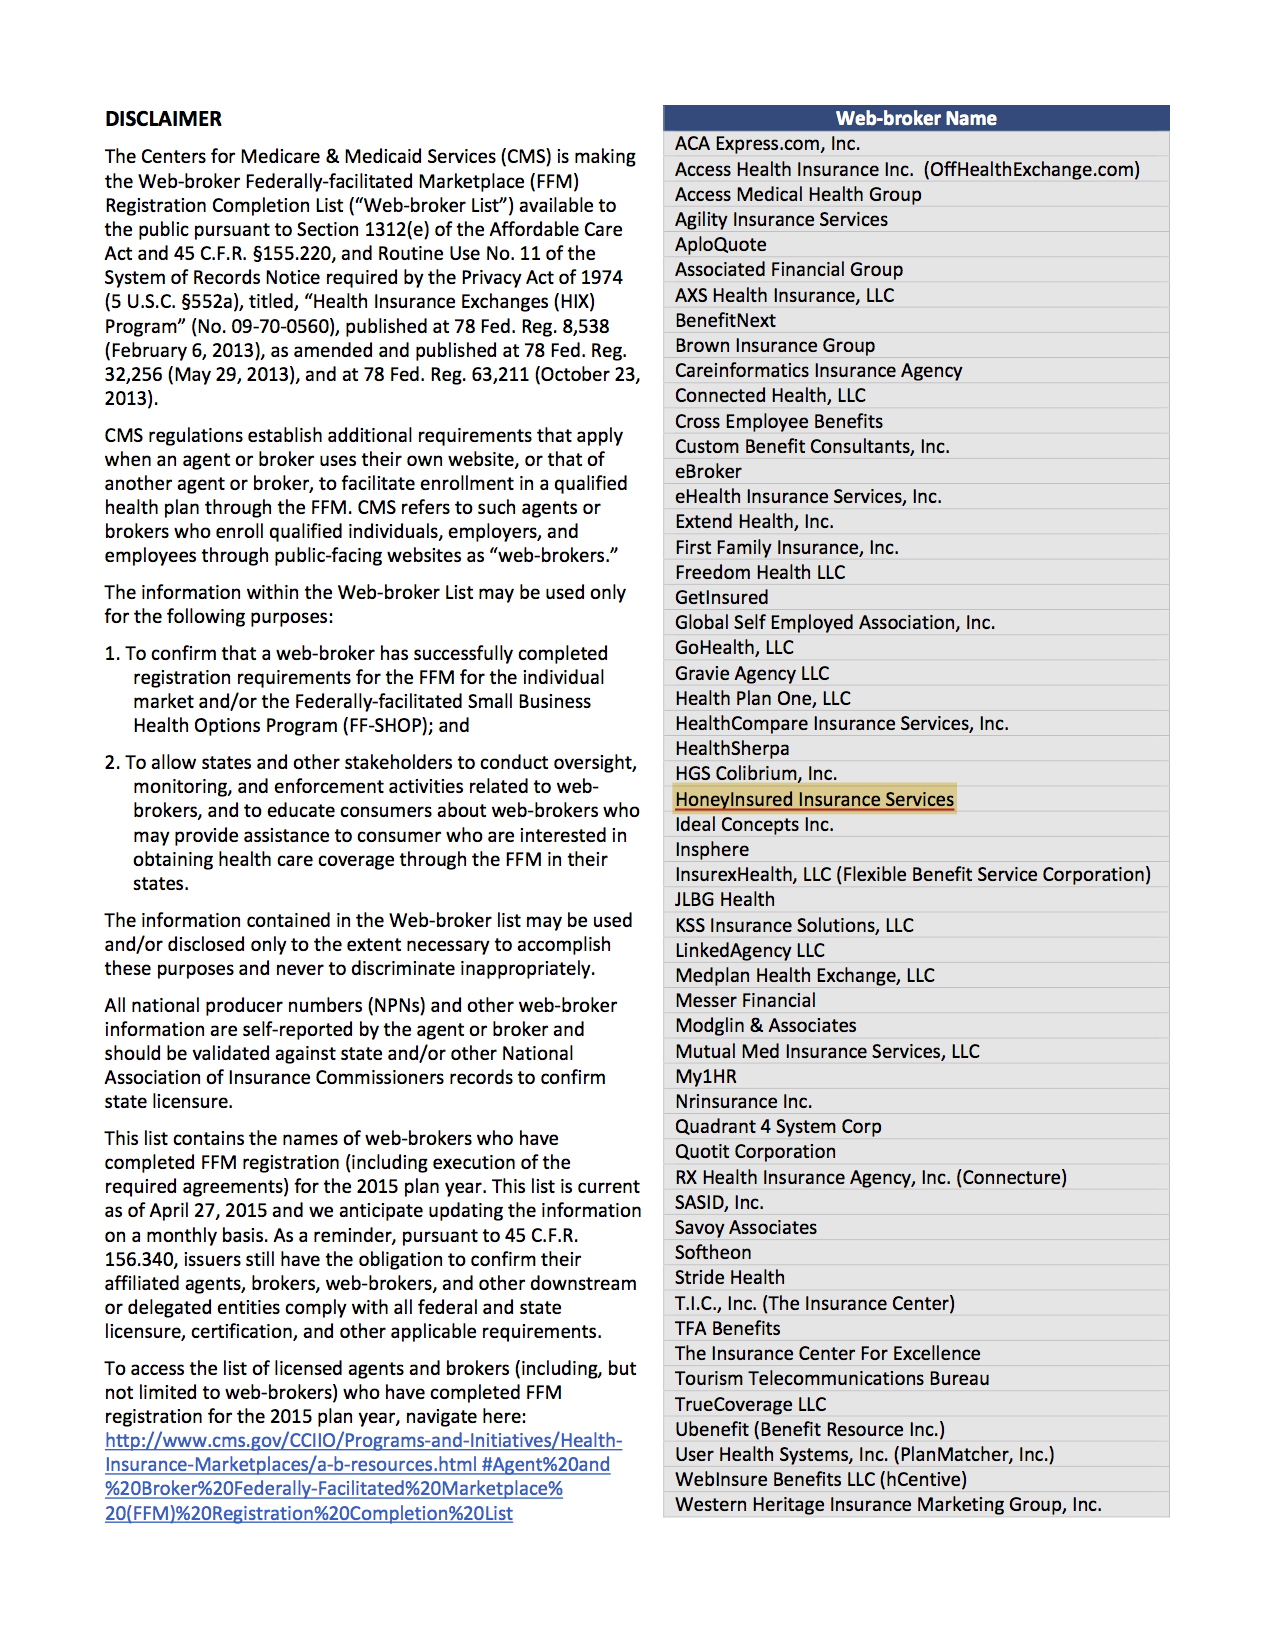 DISCLAIMER
The Centers for Medicare & Medicaid Services (CMS) is making
the Web-broker Federally-facilitated Marketplace (FFM)
Registration Completion List (“Web-broker List”) available to
the public pursuant to Section 1312(e) of the Affordable Care
Act and 45 C.F.R. §155.220, and Routine Use No. 11 of the
System of Records Notice required by the Privacy Act of 1974
(5 U.S.C. §552a), titled, “Health Insurance Exchanges (HIX)
Program” (No. 09-70-0560), published at 78 Fed. Reg. 8,538
(February 6, 2013), as amended and published at 78 Fed. Reg.
32,256 (May 29, 2013), and at 78 Fed. Reg. 63,211 (October 23,
2013).
CMS regulations establish additional requirements that apply
when an agent or broker uses their own website, or that of
another agent or broker, to facilitate enrollment in a qualified
health plan through the FFM. CMS refers to such agents or
brokers who enroll qualified individuals, employers, and
employees through public-facing websites as “web-brokers.”
The information within the Web-broker List may be used only
for the following purposes:
1. To confirm that a web-broker has successfully completed
registration requirements for the FFM for the individual
market and/or the Federally-facilitated Small Business
Health Options Program (FF-SHOP); and
2. To allow states and other stakeholders to conduct oversight,
monitoring, and enforcement activities related to web-
brokers, and to educate consumers about web-brokers who
may provide assistance to consumer who are interested in
obtaining health care coverage through the FFM in their
states.
The information contained in the Web-broker list may be used
and/or disclosed only to the extent necessary to accomplish
these purposes and never to discriminate inappropriately.
All national producer numbers (NPNs) and other web-broker
information are self-reported by the agent or broker and
should be validated against state and/or other National
Association of Insurance Commissioners records to confirm
state licensure.
This list contains the names of web-brokers who have
completed FFM registration (including execution of the
required agreements) for the 2015 plan year. This list is current
as of April 27, 2015 and we anticipate updating the information
on a monthly basis. As a reminder, pursuant to 45 C.F.R.
156.340, issuers still have the obligation to confirm their
affiliated agents, brokers, web-brokers, and other downstream
or delegated entities comply with all federal and state
licensure, certification, and other applicable requirements.
To access the list of licensed agents and brokers (including, but
not limited to web-brokers) who have completed FFM
registration for the 2015 plan year, navigate here:
http://www.cms.gov/CCIIO/Programs-and-Initiatives/Health-
Insurance-Marketplaces/a-b-resources.html #Agent%20and
%20Broker%20Federally-Facilitated%20Marketplace%
20(FFM)%20Registration%20Completion%20List
Web-broker Name
ACA Express.com, Inc.
Access Health Insurance Inc. (OffHealthExchange.com)
Access Medical Health Group
Agility Insurance Services
AploQuote
Associated Financial Group
AXS Health Insurance, LLC
BenefitNext
Brown Insurance Group
Careinformatics Insurance Agency
Connected Health, LLC
Cross Employee Benefits
Custom Benefit Consultants, Inc.
eBroker
eHealth Insurance Services, Inc.
Extend Health, Inc.
First Family Insurance, Inc.
Freedom Health LLC
GetInsured
Global Self Employed Association, Inc.
GoHealth, LLC
Gravie Agency LLC
Health Plan One, LLC
HealthCompare Insurance Services, Inc.
HealthSherpa
HGS Colibrium, Inc.
HoneyInsured Insurance Services
Ideal Concepts Inc.
Insphere
InsurexHealth, LLC (Flexible Benefit Service Corporation)
JLBG Health
KSS Insurance Solutions, LLC
LinkedAgency LLC
Medplan Health Exchange, LLC
Messer Financial
Modglin & Associates
Mutual Med Insurance Services, LLC
My1HR
Nrinsurance Inc.
Quadrant 4 System Corp
Quotit Corporation
RX Health Insurance Agency, Inc. (Connecture)
SASID, Inc.
Savoy Associates
Softheon
Stride Health
T.I.C., Inc. (The Insurance Center)
TFA Benefits
The Insurance Center For Excellence
Tourism Telecommunications Bureau
TrueCoverage LLC
Ubenefit (Benefit Resource Inc.)
User Health Systems, Inc. (PlanMatcher, Inc.)
WebInsure Benefits LLC (hCentive)
Western Heritage Insurance Marketing Group, Inc.